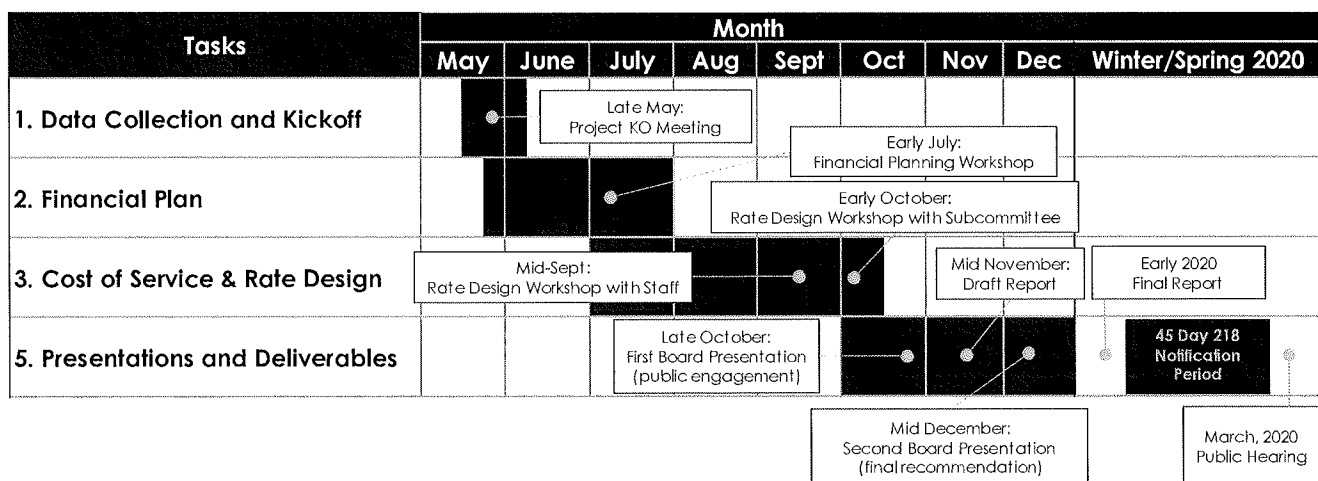 Tasks
Month
May June July Aug Sept Oct Nov Dec Winter/Spring 2020
1. Data Collection and Kickoff
Late May:
Project KO Meeting
Early July:
Financial Planning Workshop
2. Financial Plan
Early October:
Rate Design Workshop with Subcommittee
3. Cost of Service & Rate Design
Mid-Sept:
Rate Design Workshop with Staff
Mid November:
Draft Report
Early 2020
Final Report
5. Presentations and Deliverables
Late October:
First Board Presentation
(public engagement)
45 Day 218
Notification
Period
Mid December:
Second Board Presentation
(final recommendation)
March, 2020
Public Hearing